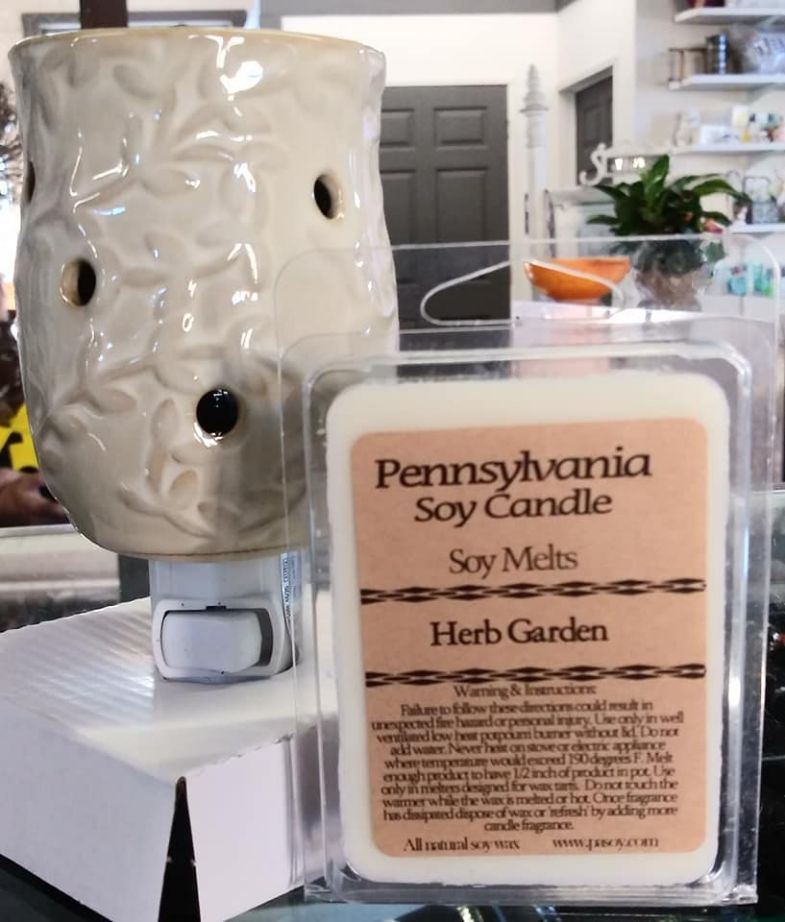 Pennsylvania
Soy Candle
Soy Melts
Herb Garden
Warning & Instructions:
Failure to follow these directions could result in
unexpected fire hazard or personal injury. Use only in well
ventilated low heat potpourri burner without lid. Do not
add water. Never heat on stove or electric appliance
where temperature would exceed 190 degrees F. Melt
enough product to have 1/2 inch of product in pot. Use
only in melters designed for wax tarts. Do not touch the
warmer while the wax is melted or hot. Once fragrance
has dissipated dispose of wax or 'refresh' by adding more
candle fragrance.
All natural soy wax www.pasoy.com